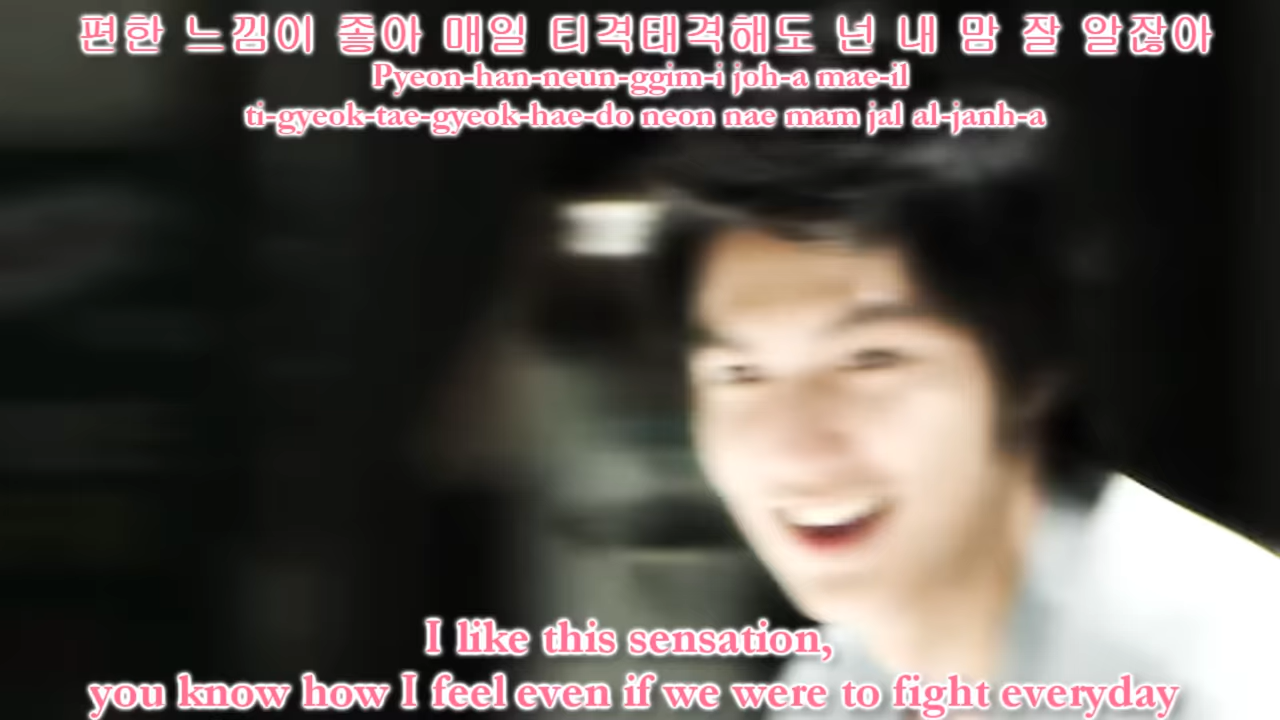 편한 느낌이 좋아 매일 티격태격해도 넌 내 맘 잘 알잖아
Pyeon-han-neun-ggim-i joh-a mae-il
ti-gyeok-tae-gyeok-hae-do neon nae mam jal al-janh-a
I like this sensation,
you know how I feel even if we were to fight everyday